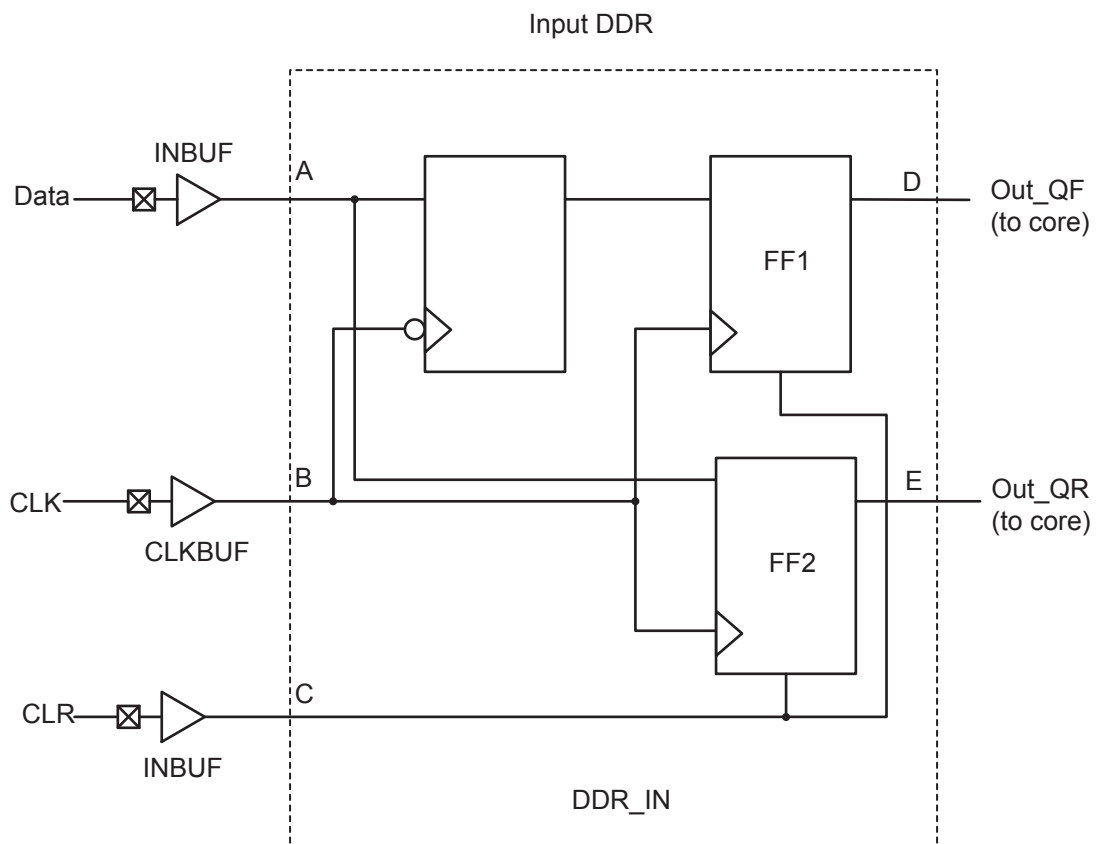 Input DDR
INBUF
A
Data
D
Out_QF
(to core)
FF1
B
CLK
CLKBUF
E
Out_QR
(to core)
FF2
C
CLR
INBUF
DDR_IN